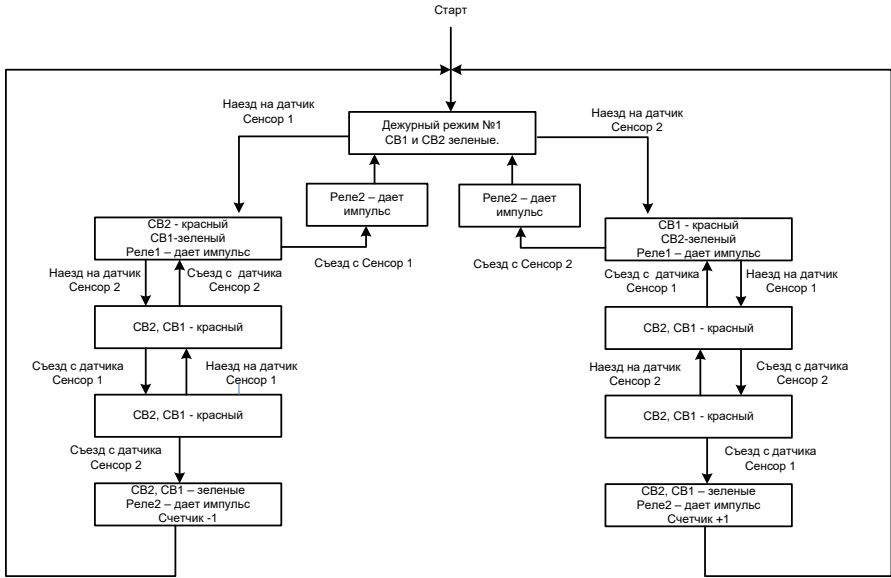 Старт
Наезд на датчик
Сенсор 1
Дежурный режим №1
СВ1 и СВ2 зеленые.
Наезд на датчик
Сенсор 2
Реле2 – дает
импульс
Реле2 – дает
импульс
СВ2 - красный
СВ1-зеленый
Реле1 – дает импульс
Съезд с Сенсор 1
Съезд с Сенсор 2
СВ1 - красный
СВ2-зеленый
Реле1 – дает импульс
Наезд на датчик
Сенсор 2
Съезд с  датчика
Сенсор 2
Съезд с  датчика
Сенсор 1
Наезд на датчик
Сенсор 1
СВ2, СВ1 - красный
СВ2, СВ1 - красный
Съезд с датчика
Сенсор 1
Наезд на датчик
Сенсор 1
Наезд на датчик
Сенсор 2
Съезд с датчика
Сенсор 2
СВ2, СВ1 - красный
СВ2, СВ1 - красный
Съезд с датчика
Сенсор 2
Съезд с датчика
Сенсор 1
СВ2, СВ1 – зеленые
Реле2 – дает импульс
Счетчик -1
СВ2, СВ1 – зеленые
Реле2 – дает импульс
Счетчик +1